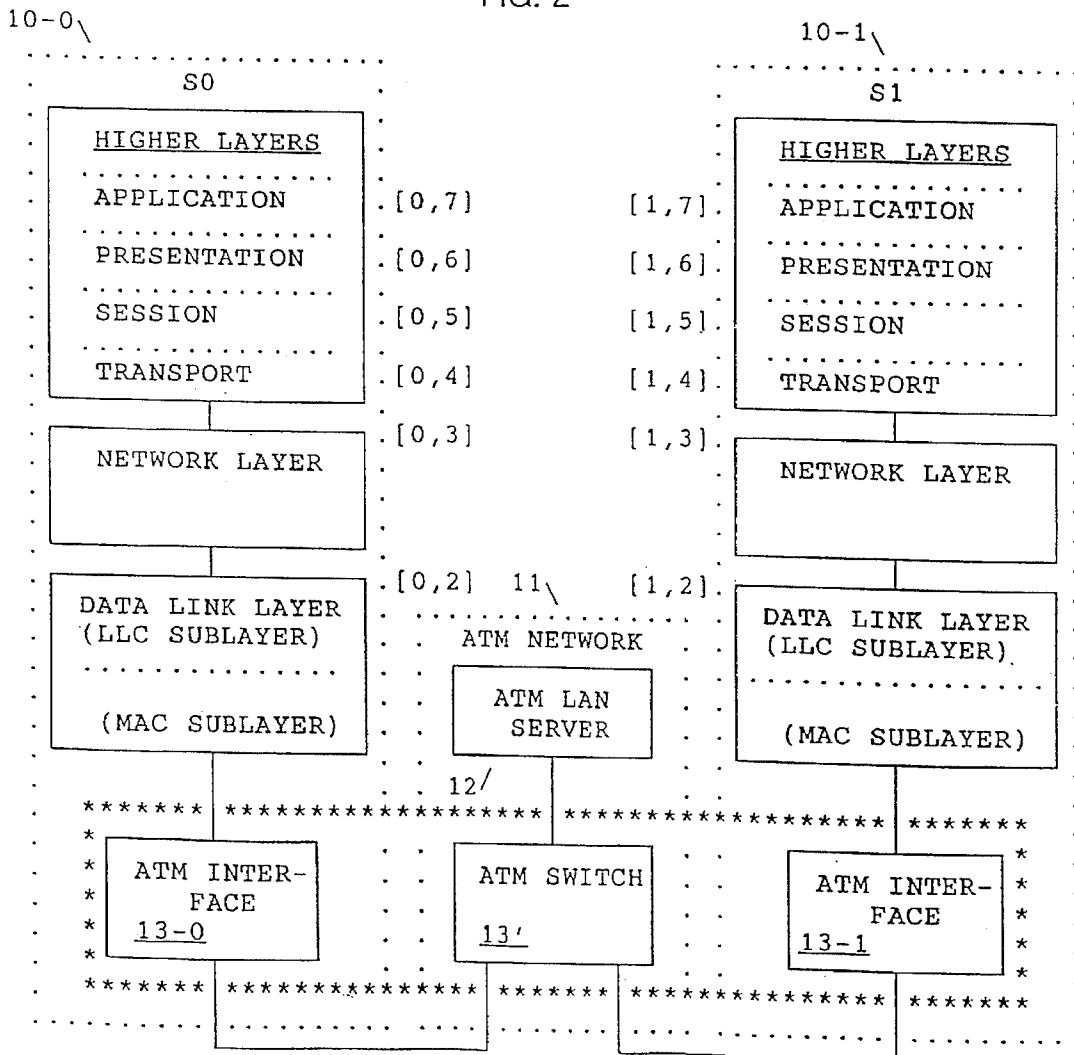 FIG. 2
10-0
10-1
S0
S1
HIGHER LAYERS
APPLICATION
PRESENTATION
SESSION
TRANSPORT
[0,7]
[0,6]
[0,5]
[0,4]
[0,3]
[0,2]
NETWORK LAYER
DATA LINK LAYER
(LLC SUBLAYER)
(MAC SUBLAYER)
[1,7]
[1,6]
[1,5]
[1,4]
[1,3]
[1,2]
HIGHER LAYERS
APPLICATION
PRESENTATION
SESSION
TRANSPORT
NETWORK LAYER
DATA LINK LAYER
(LLC SUBLAYER)
(MAC SUBLAYER)
11
ATM NETWORK
ATM LAN
SERVER
12
ATM INTER-
FACE
13-0
ATM SWITCH
13'
ATM INTER-
FACE
13-1